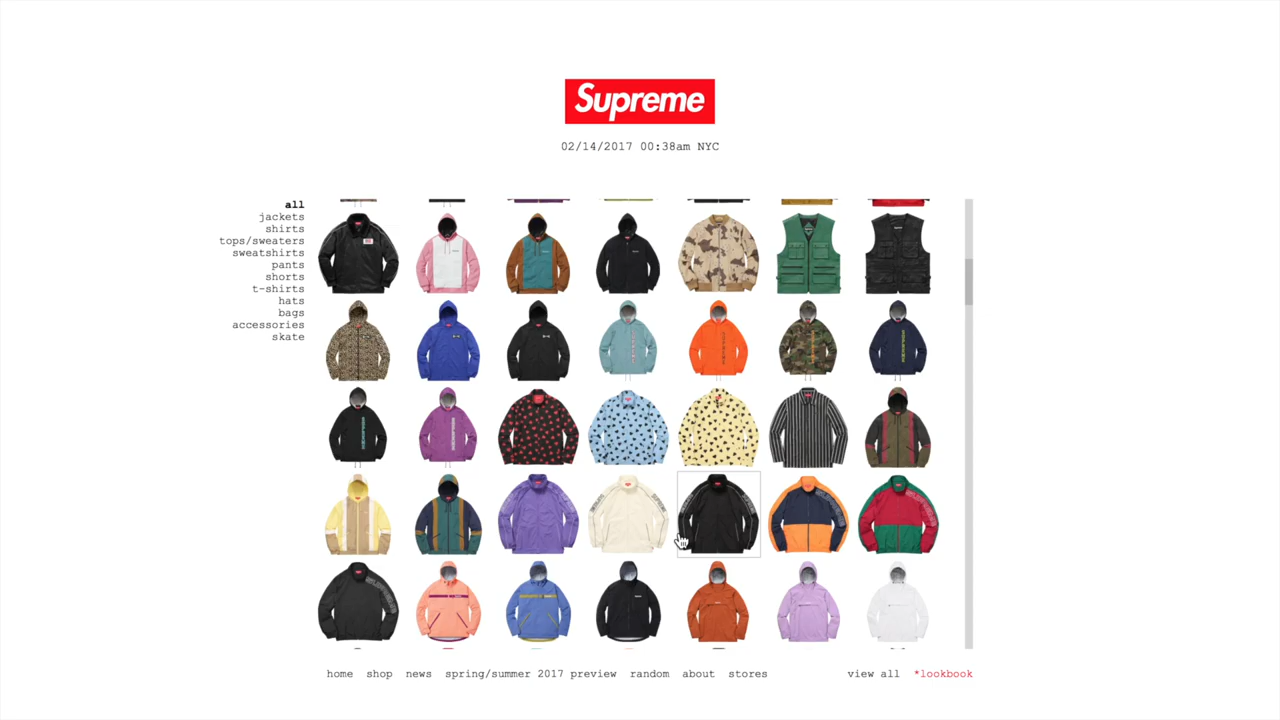 Supreme
02/14/2017 00:38am NYC
all
jackets
shirts
tops/sweaters
sweatshirts
pants
shorts
t-shirts
hats
bags
accessories
skate
home shop news spring/summer 2017 preview random about stores view all *lookbook